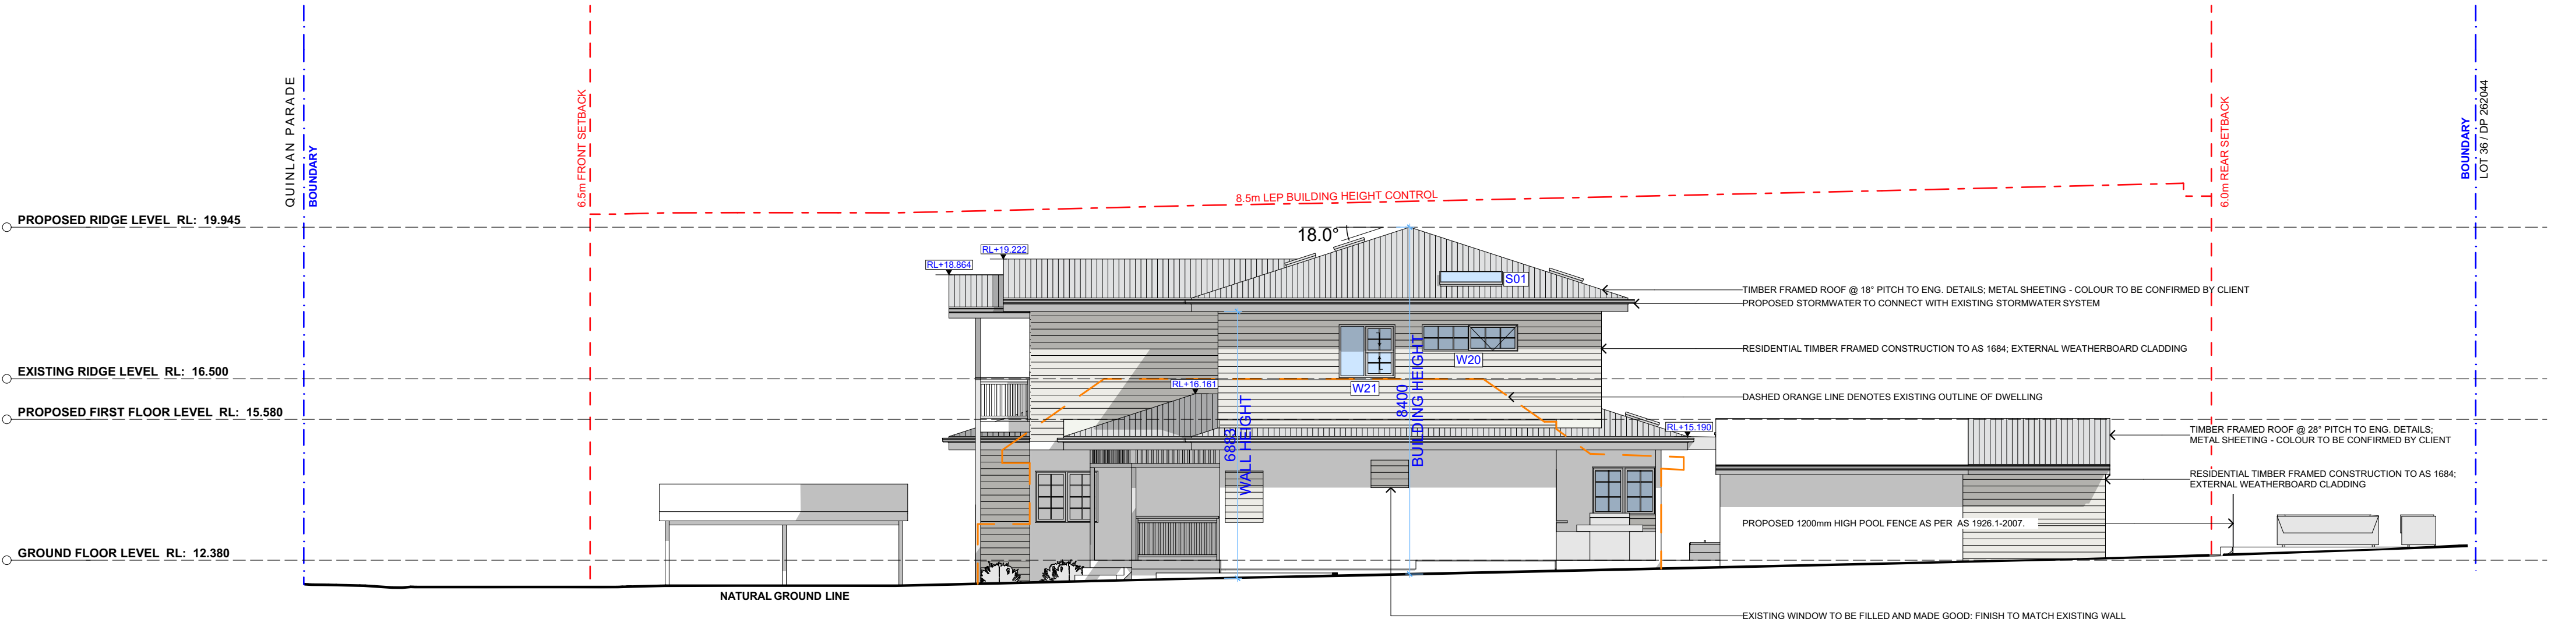 QUINLAN PARADE
BOUNDARY
6.5m FRONT SETBACK
8.5m LEP BUILDING HEIGHT CONTROL
6.0m REAR SETBACK
BOUNDARY
LOT 36 / DP 262044
PROPOSED RIDGE LEVEL RL: 19.945
EXISTING RIDGE LEVEL RL: 16.500
PROPOSED FIRST FLOOR LEVEL RL: 15.580
GROUND FLOOR LEVEL RL: 12.380
18.0°
RL+19.222
RL+18.864
S01
W20
W21
RL+16.161
RL+15.190
6883
WALL HEIGHT
8400
BUILDING HEIGHT
TIMBER FRAMED ROOF @ 18° PITCH TO ENG. DETAILS; METAL SHEETING - COLOUR TO BE CONFIRMED BY CLIENT
PROPOSED STORMWATER TO CONNECT WITH EXISTING STORMWATER SYSTEM
RESIDENTIAL TIMBER FRAMED CONSTRUCTION TO AS 1684; EXTERNAL WEATHERBOARD CLADDING
DASHED ORANGE LINE DENOTES EXISTING OUTLINE OF DWELLING
TIMBER FRAMED ROOF @ 28° PITCH TO ENG. DETAILS;
METAL SHEETING - COLOUR TO BE CONFIRMED BY CLIENT
RESIDENTIAL TIMBER FRAMED CONSTRUCTION TO AS 1684;
EXTERNAL WEATHERBOARD CLADDING
PROPOSED 1200mm HIGH POOL FENCE AS PER AS 1926.1-2007.
NATURAL GROUND LINE
EXISTING WINDOW TO BE FILLED AND MADE GOOD; FINISH TO MATCH EXISTING WALL